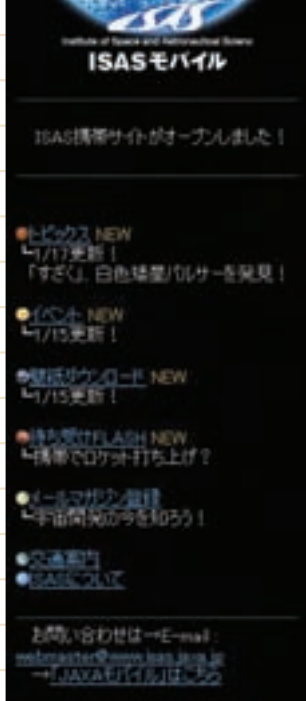 ISAS
Institute of Space and Astronautical Science
ISASモバイル
ISAS携帯サイトがオープンしました！
トピックス NEW
┗1/17更新！
「すざく」、白色矮星パルサーを発見！
イベント NEW
┗1/15更新！
壁紙ダウンロード NEW
┗1/15更新！
待ち受けFLASH NEW
┗携帯でロケット打ち上げ？
メールマガジン登録
┗宇宙開発の今を知ろう！
交通案内
ISASについて
お問い合わせは→E-mail:
webmaster@www.isas.jaxa.jp
→「JAXAモバイル」はこちら